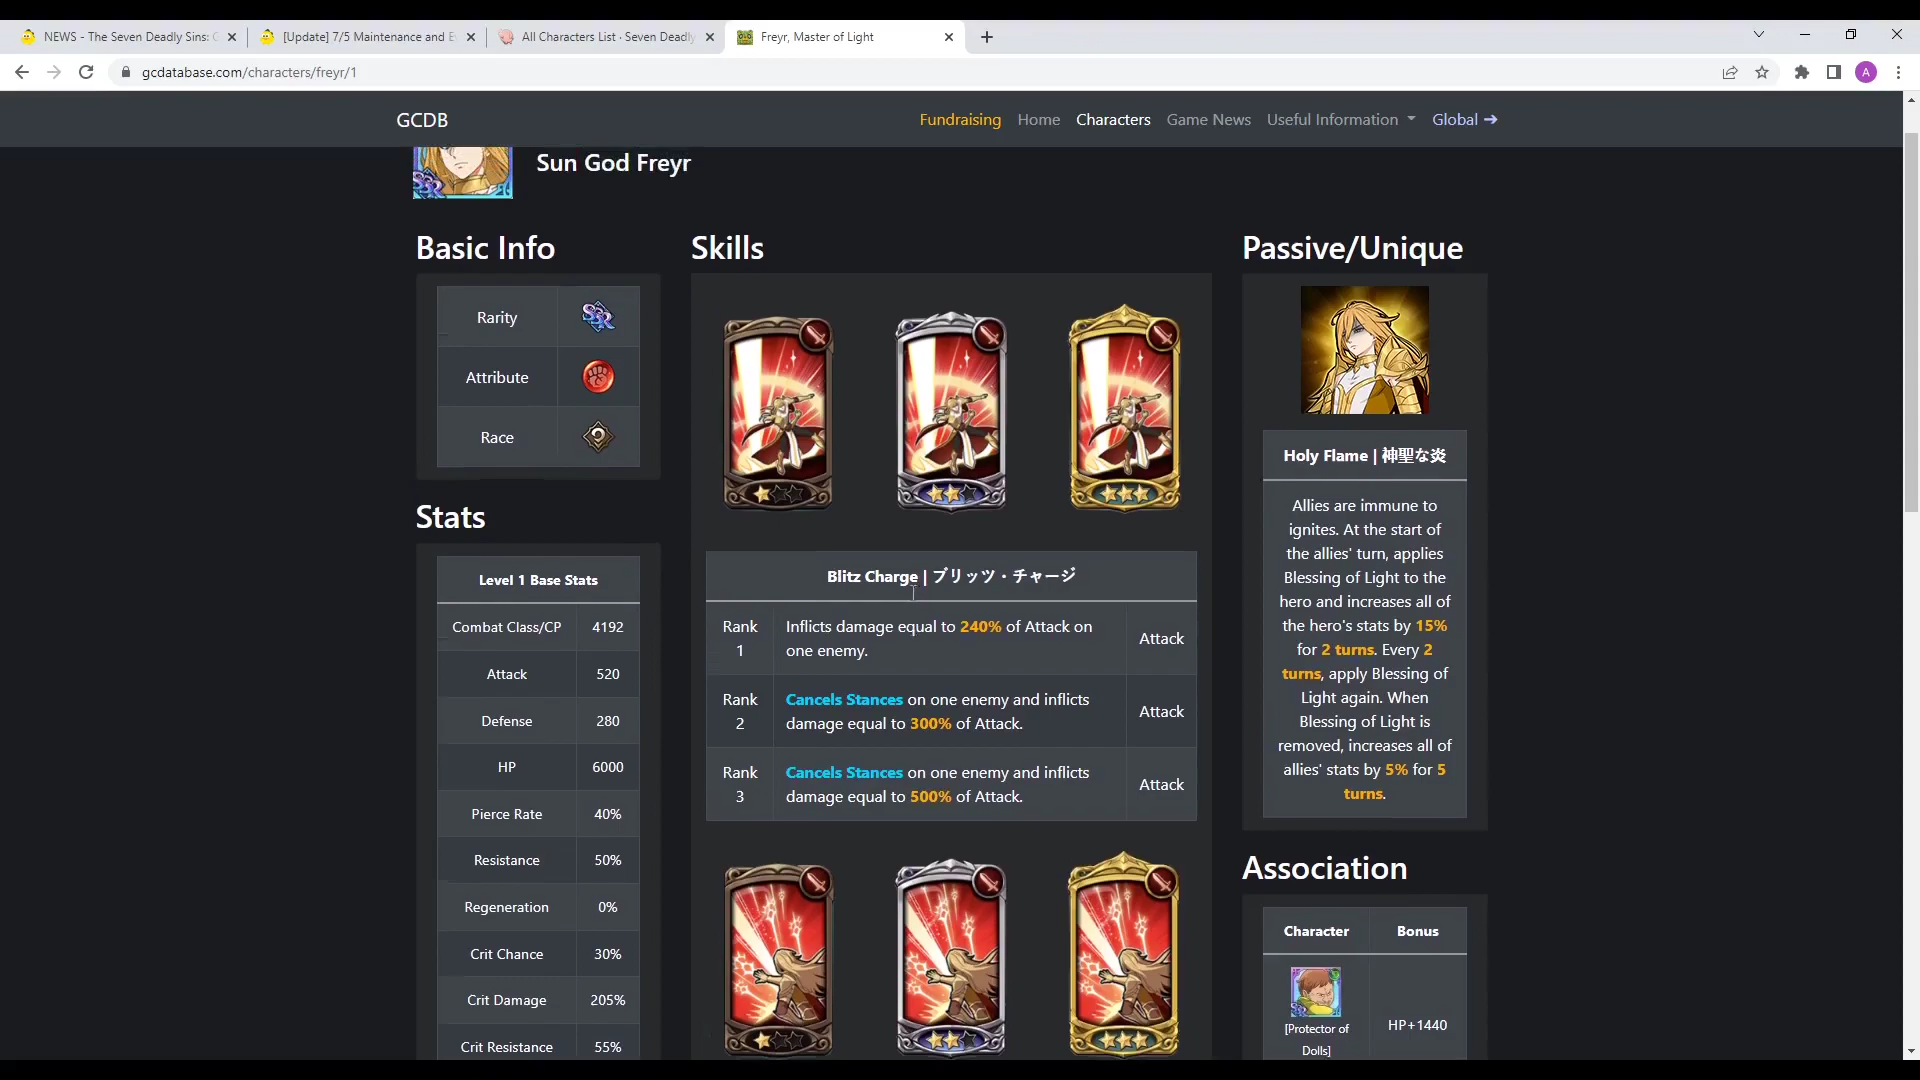 NEWS - The Seven Deadly Sins: G
[Update] 7/5 Maintenance and E
All Characters List · Seven Deadly
Freyr, Master of Light
gcdatabase.com/characters/freyr/1
A
GCDB
Fundraising
Home
Characters
Game News
Useful Information
Global →
SSR
Sun God Freyr
Basic Info
Rarity
SSR
Attribute
Race
Stats
Level 1 Base Stats
Combat Class/CP 4192
Attack 520
Defense 280
HP 6000
Pierce Rate 40%
Resistance 50%
Regeneration 0%
Crit Chance 30%
Crit Damage 205%
Crit Resistance 55%
Skills
Blitz Charge | ブリッツ・チャージ
Rank 1
Inflicts damage equal to 240% of Attack on
one enemy.
Attack
Rank 2
Cancels Stances on one enemy and inflicts
damage equal to 300% of Attack.
Attack
Rank 3
Cancels Stances on one enemy and inflicts
damage equal to 500% of Attack.
Attack
Passive/Unique
Holy Flame | 神聖な炎
Allies are immune to
ignites. At the start of
the allies' turn, applies
Blessing of Light to the
hero and increases all of
the hero's stats by 15%
for 2 turns. Every 2
turns, apply Blessing of
Light again. When
Blessing of Light is
removed, increases all of
allies' stats by 5% for 5
turns.
Association
Character Bonus
[Protector of
Dolls]
HP+1440